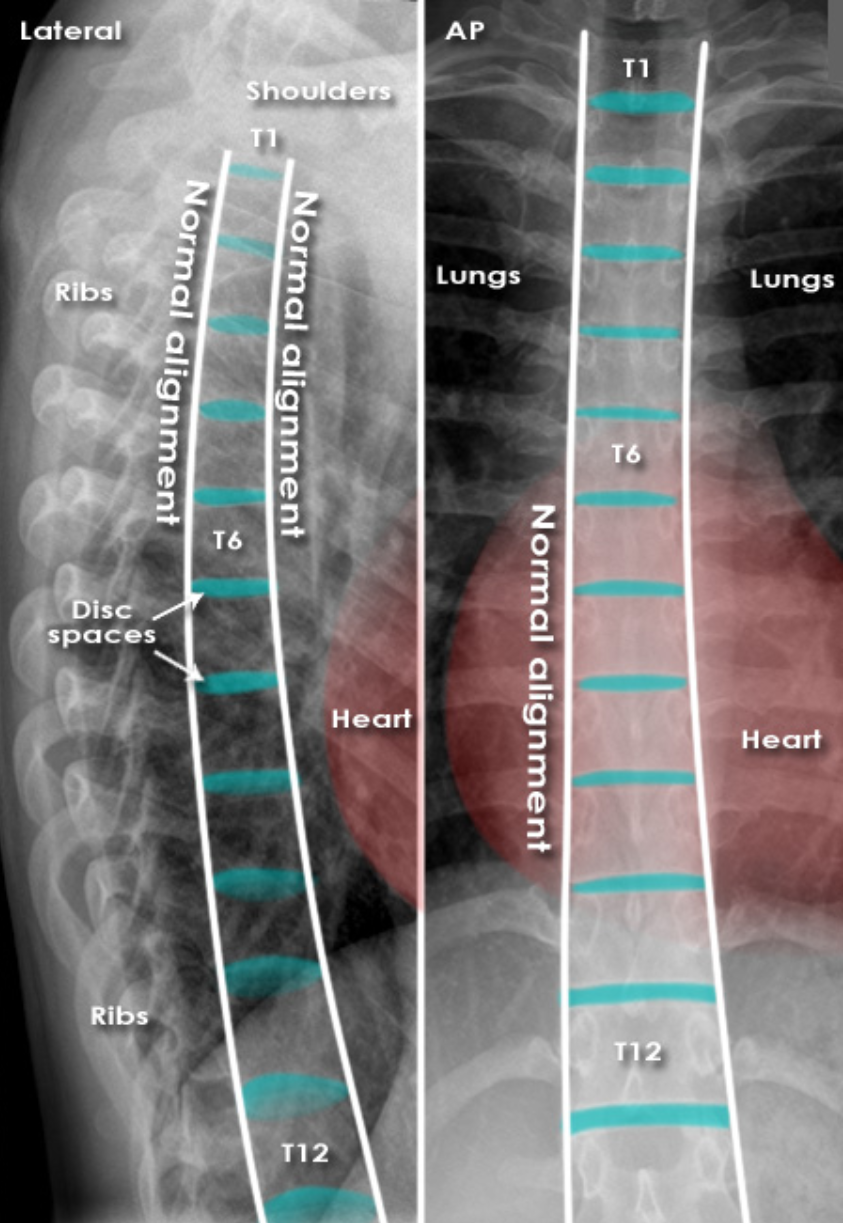 Lateral
Shoulders
T1
Normal alignment
Normal alignment
Ribs
T6
Disc
spaces
Heart
Ribs
T12
AP
T1
Lungs
Lungs
T6
Normal alignment
Heart
T12